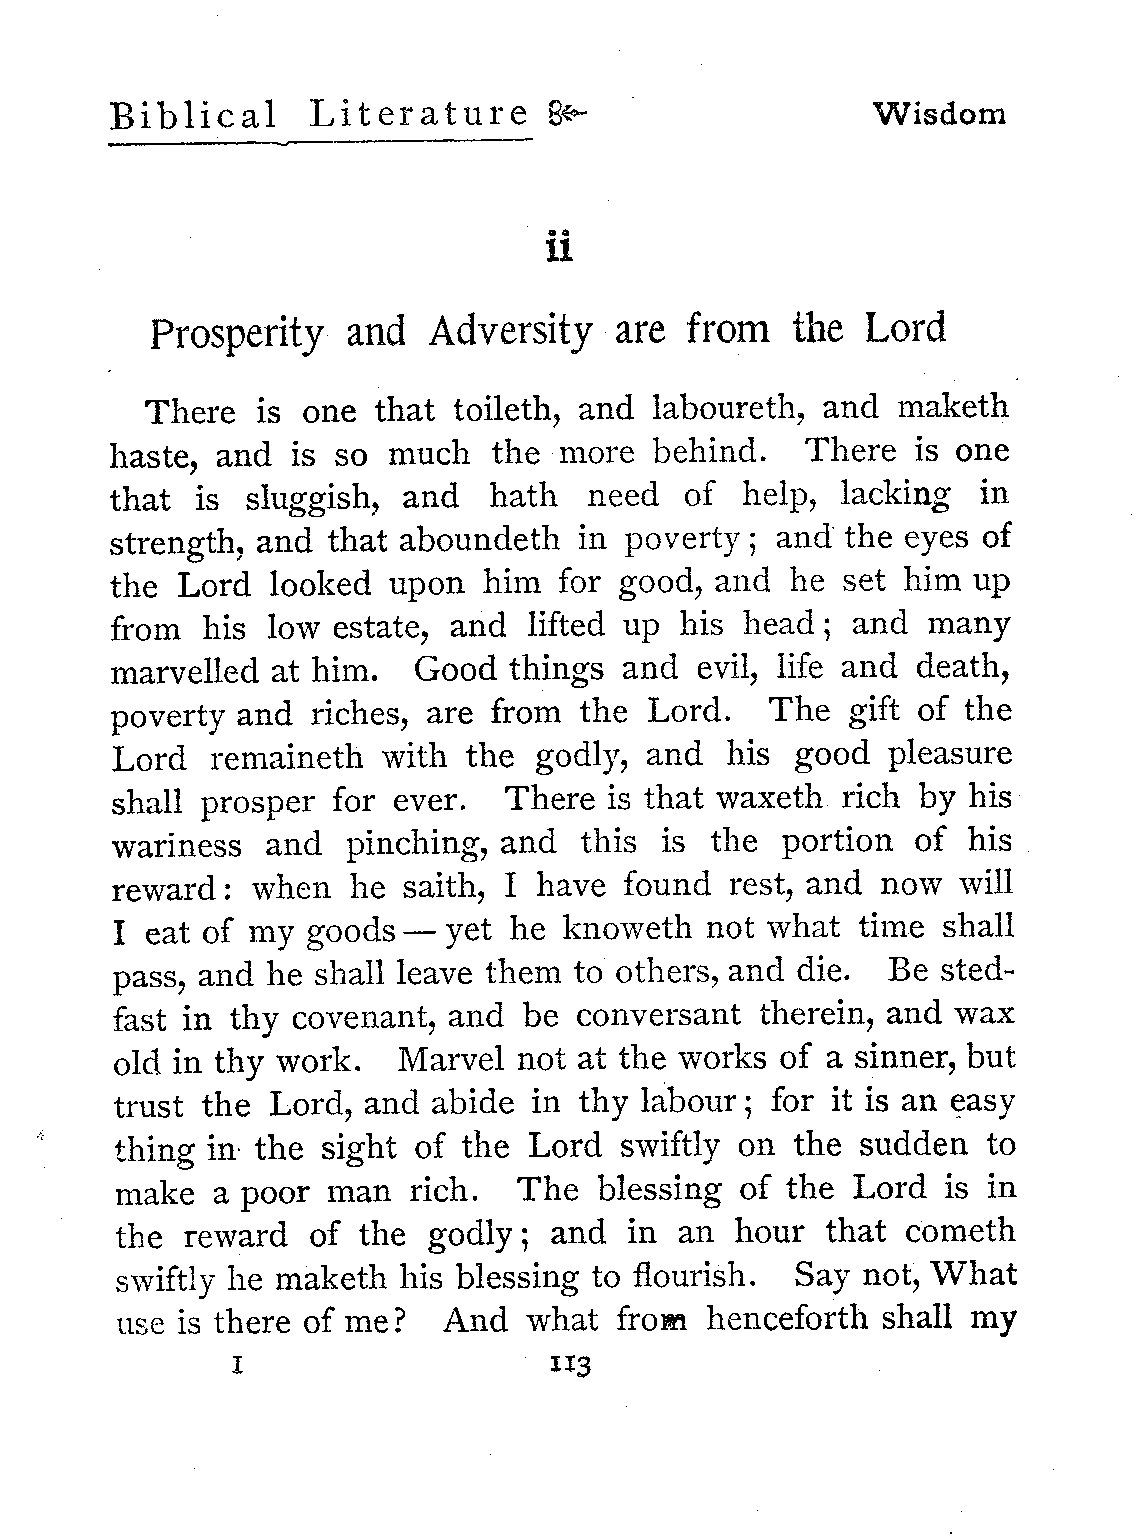 Biblical Literature Wisdom
ii
Prosperity and Adversity are from the Lord
There is one that toileth, and laboureth, and maketh
haste, and is so much the more behind. There is one
that is sluggish, and hath need of help, lacking in
strength, and that aboundeth in poverty; and the eyes of
the Lord looked upon him for good, and he set him up
from his low estate, and lifted up his head; and many
marvelled at him. Good things and evil, life and death,
poverty and riches, are from the Lord. The gift of the
Lord remaineth with the godly, and his good pleasure
shall prosper for ever. There is that waxeth rich by his
wariness and pinching, and this is the portion of his
reward: when he saith, I have found rest, and now will
I eat of my goods — yet he knoweth not what time shall
pass, and he shall leave them to others, and die. Be sted-
fast in thy covenant, and be conversant therein, and wax
old in thy work. Marvel not at the works of a sinner, but
trust the Lord, and abide in thy labour; for it is an easy
thing in the sight of the Lord swiftly on the sudden to
make a poor man rich. The blessing of the Lord is in
the reward of the godly; and in an hour that cometh
swiftly he maketh his blessing to flourish. Say not, What
use is there of me? And what from henceforth shall my
I 113